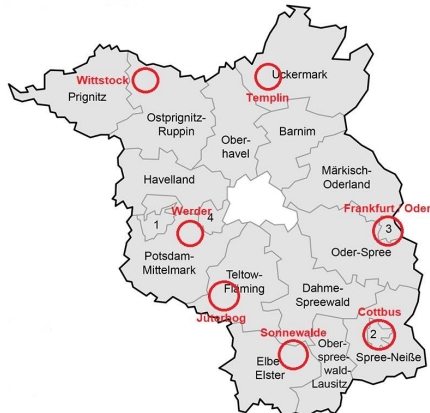 Wittstock
Prignitz
Uckermark
Templin
Ostprignitz-
Ruppin
Ober-
havel
Barnim
Märkisch-
Oderland
Havelland
Werder
1
4
Frankfurt / Oder
3
Oder-Spree
Potsdam-
Mittelmark
Teltow-
Fläming
Jüterbog
Dahme-
Spreewald
Cottbus
2
Spree-Neiße
Sonnewalde
Elbe
Elster
Ober-
spree-
wald-
Lausitz